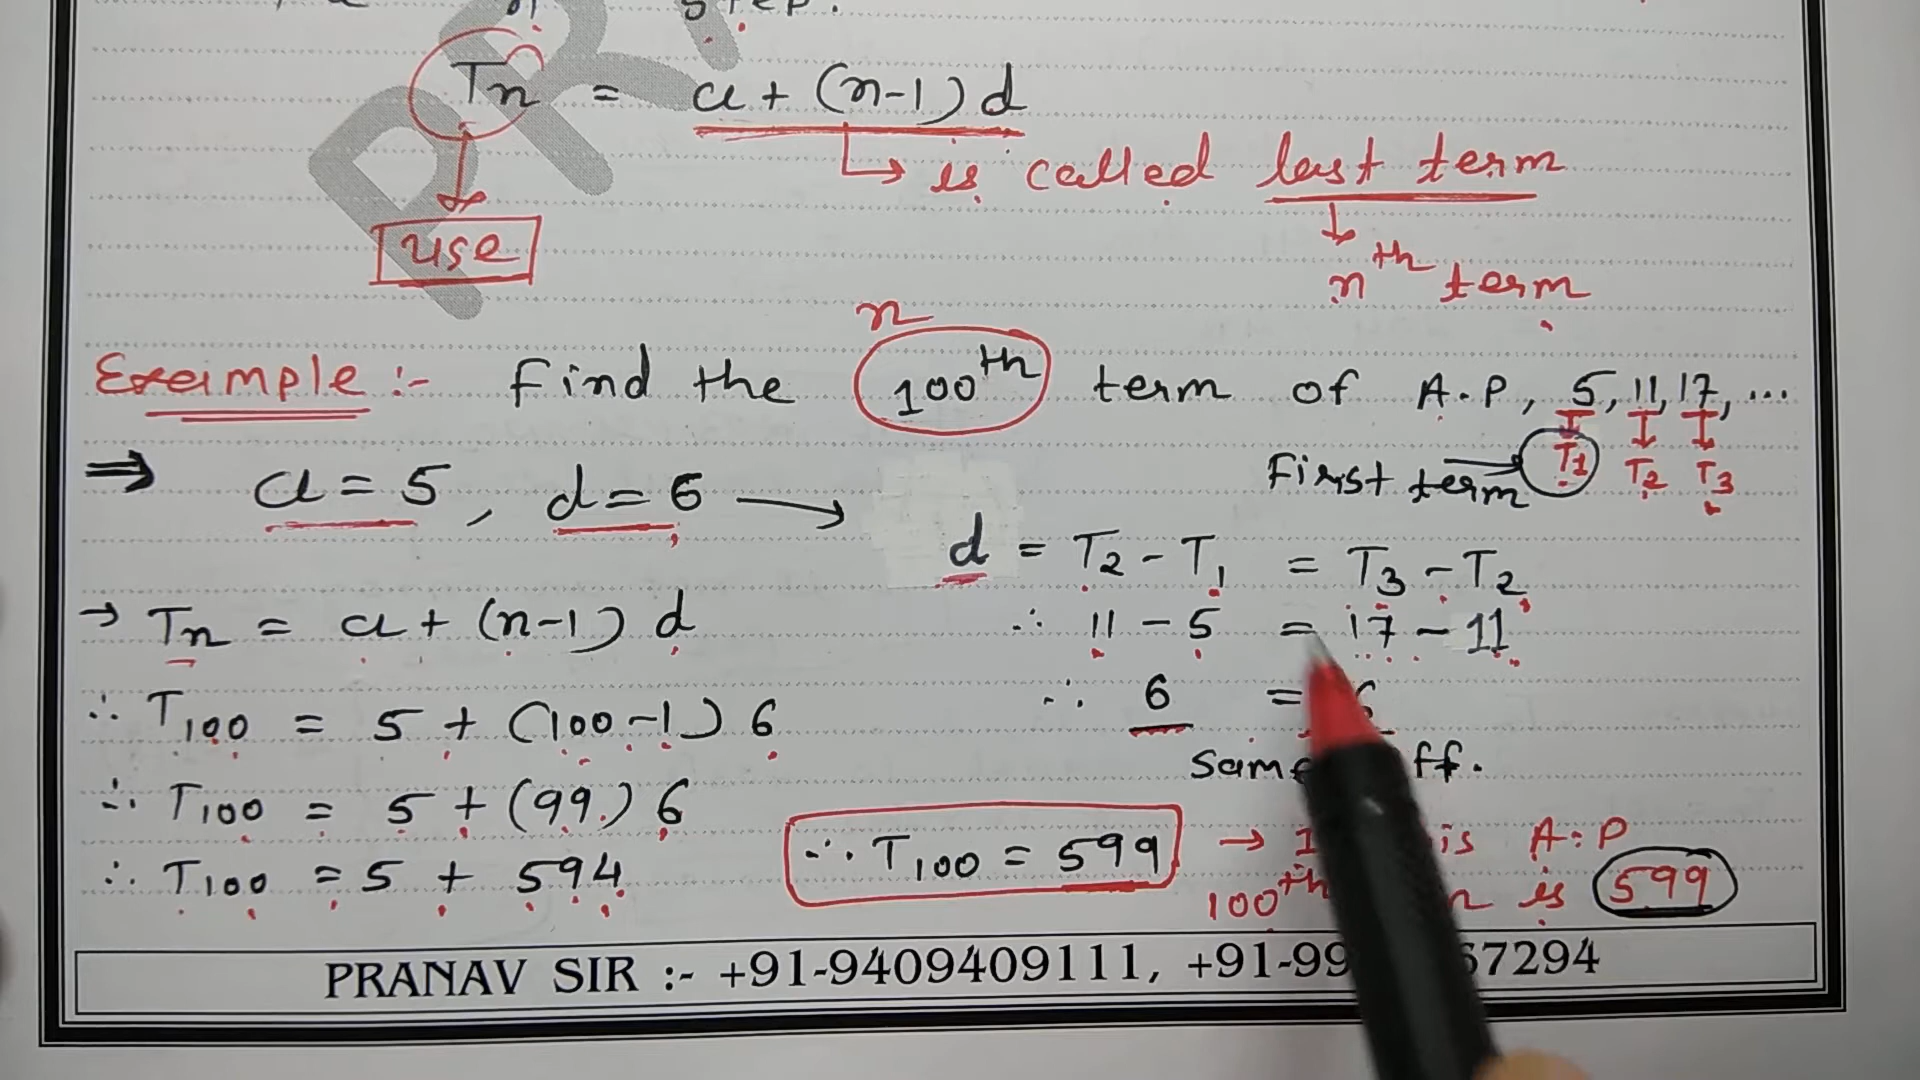 step.
Tn = a + (n-1) d
is called last term
use
nth term
n
Example :- Find the 100th term of A.P, 5, 11, 17, ...
T1 T2 T3
First term
⇒ a = 5, d = 6 →
d = T2 - T1 = T3 - T2
→ Tn = a + (n-1) d
∴ 11 - 5 = 17 - 11
∴ T100 = 5 + (100-1) 6
∴ 6 = 6
∴ T100 = 5 + (99) 6
∴ T100 = 5 + 594
∴ T100 = 599
→ is A.P
100th is 599
PRANAV SIR :- +91-9409409111, +91-99 67294